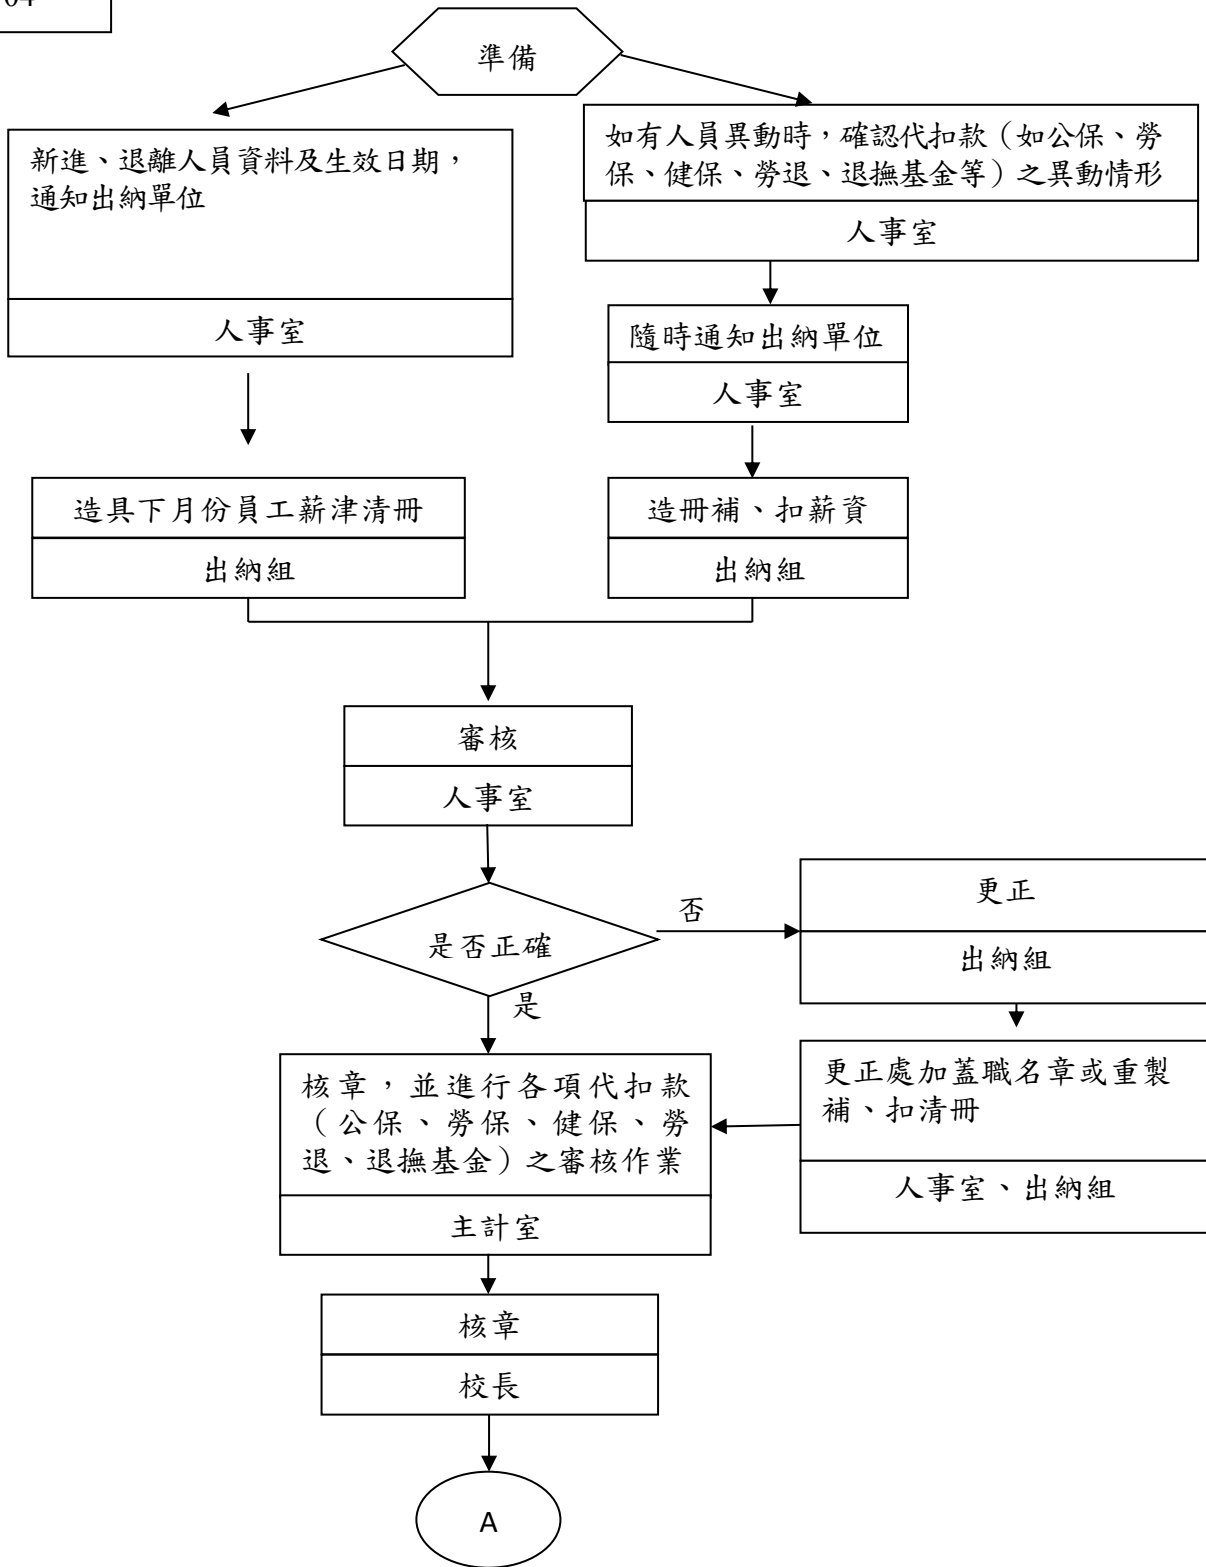 準備
新進、退離人員資料及生效日期，
通知出納單位
人事室
如有人員異動時，確認代扣款（如公保、勞
保、健保、勞退、退撫基金等）之異動情形
人事室
隨時通知出納單位
人事室
造具下月份員工薪津清冊
出納組
造冊補、扣薪資
出納組
審核
人事室
是否正確
否
是
更正
出納組
更正處加蓋職名章或重製
補、扣清冊
人事室、出納組
核章，並進行各項代扣款
（公保、勞保、健保、勞
退、退撫基金）之審核作業
主計室
核章
校長
A